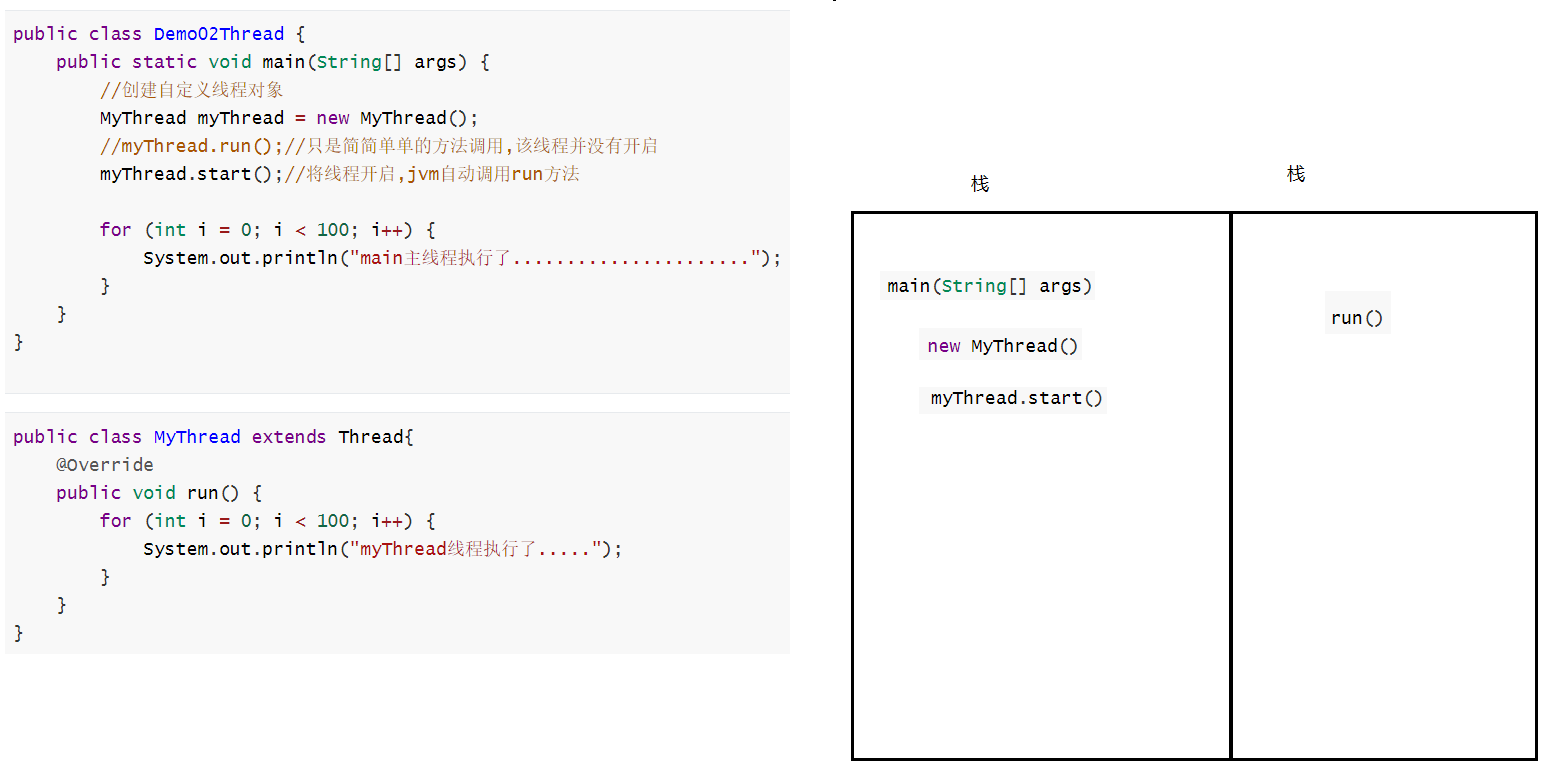 public class Demo02Thread {
    public static void main(String[] args) {
        //创建自定义线程对象
        MyThread myThread = new MyThread();
        //myThread.run();//只是简简单单的方法调用,该线程并没有开启
        myThread.start();//将线程开启,jvm自动调用run方法
        for (int i = 0; i < 100; i++) {
            System.out.println("main主线程执行了......................");
        }
    }
}
public class MyThread extends Thread{
    @Override
    public void run() {
        for (int i = 0; i < 100; i++) {
            System.out.println("myThread线程执行了.....");
        }
    }
}
栈
main(String[] args)
new MyThread()
myThread.start()
栈
run()